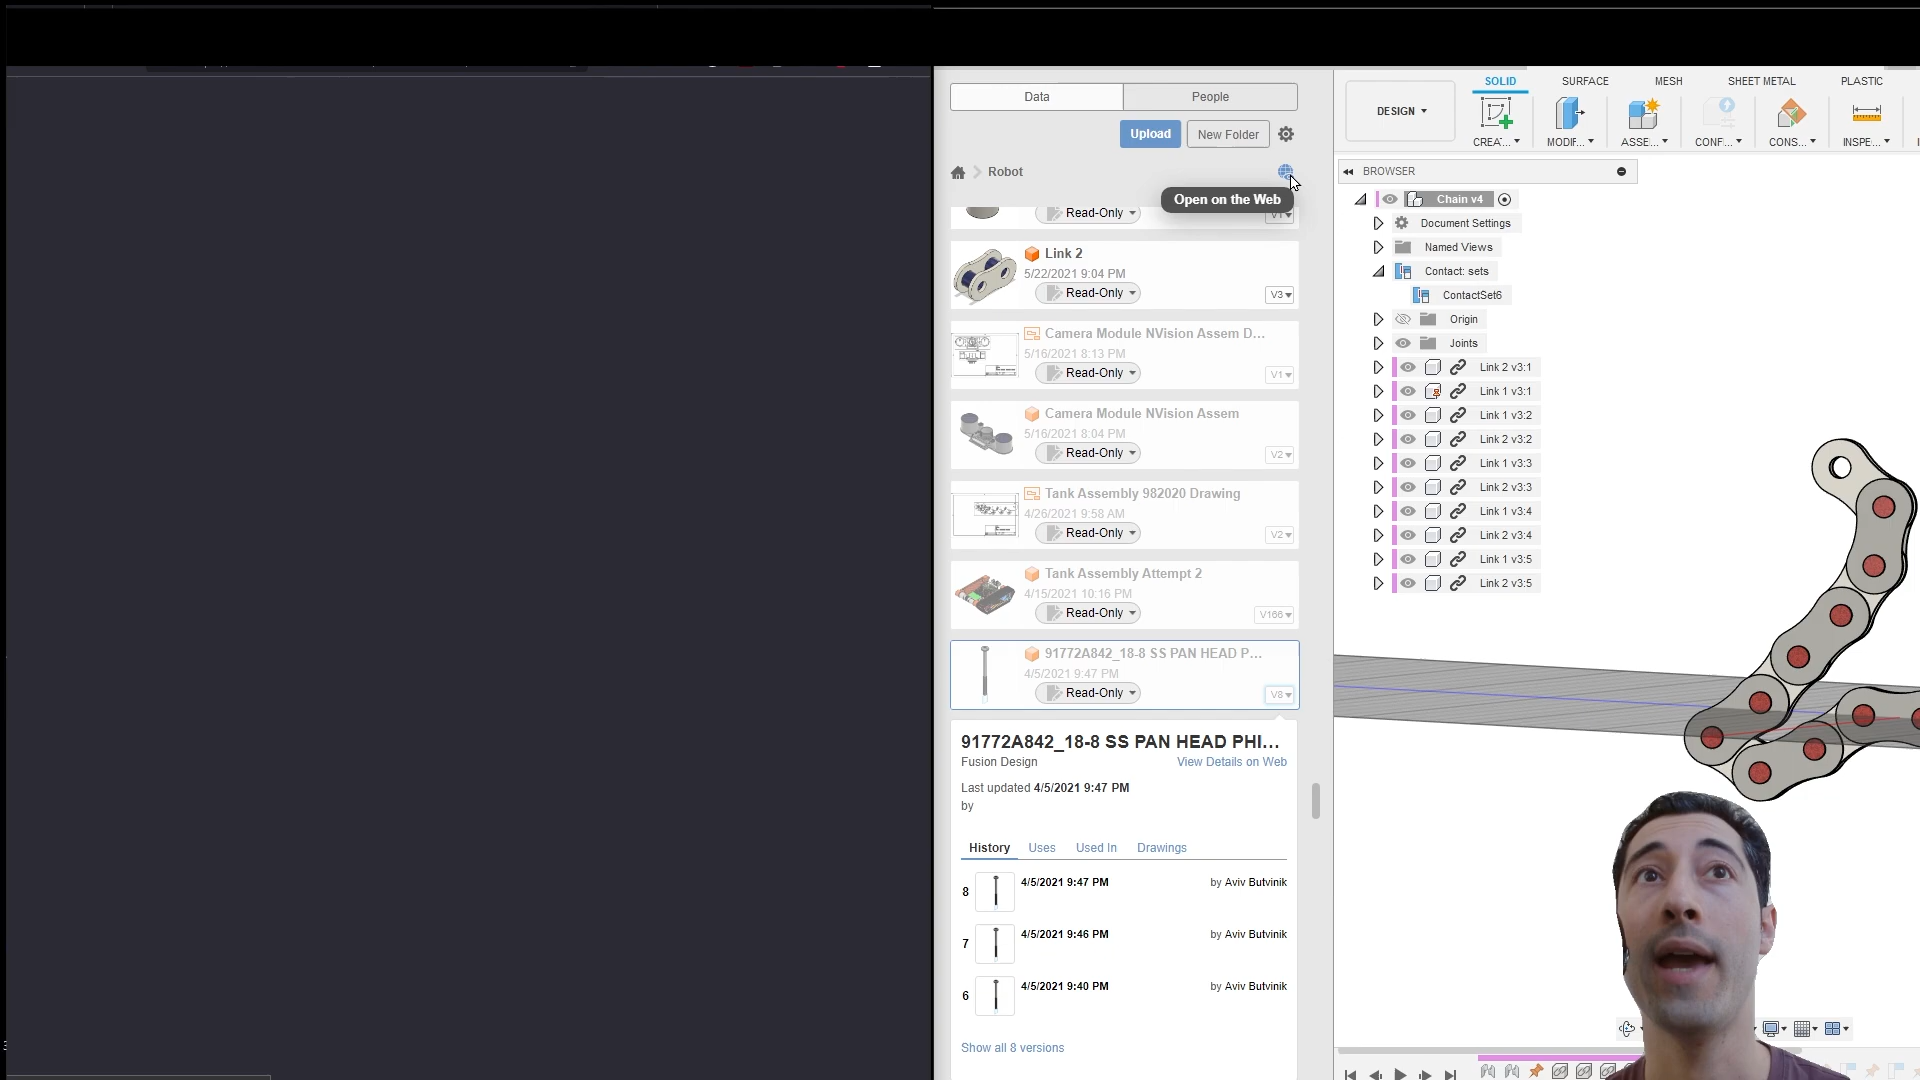 Data
People
Upload
New Folder
Robot
Open on the Web
Read-Only
V1
Link 2
5/22/2021 9:04 PM
Read-Only
V3
Camera Module NVision Assem D...
5/16/2021 8:13 PM
Read-Only
V1
Camera Module NVision Assem
5/16/2021 8:04 PM
Read-Only
V2
Tank Assembly 982020 Drawing
4/26/2021 9:58 AM
Read-Only
V2
Tank Assembly Attempt 2
4/15/2021 10:16 PM
Read-Only
V166
91772A842_18-8 SS PAN HEAD P...
4/5/2021 9:47 PM
Read-Only
V8
91772A842_18-8 SS PAN HEAD PHI...
Fusion Design
View Details on Web
Last updated 4/5/2021 9:47 PM
by
History Uses Used In Drawings
8 4/5/2021 9:47 PM by Aviv Butvinik
7 4/5/2021 9:46 PM by Aviv Butvinik
6 4/5/2021 9:40 PM by Aviv Butvinik
Show all 8 versions
DESIGN
SOLID SURFACE MESH SHEET METAL PLASTIC
CREA... MODIF... ASSE... CONF... CONS... INSPE...
BROWSER
Chain v4
Document Settings
Named Views
Contact: sets
ContactSet6
Origin
Joints
Link 2 v3:1
Link 1 v3:1
Link 1 v3:2
Link 2 v3:2
Link 1 v3:3
Link 2 v3:3
Link 1 v3:4
Link 2 v3:4
Link 1 v3:5
Link 2 v3:5